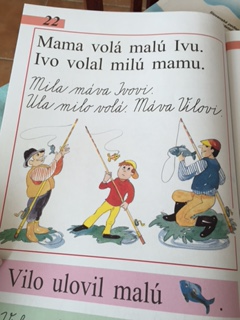 22
Mama volá malú Ivu.
Ivo volal milú mamu.
Mila máva Ivovi.
Ula milo volá. Máva Vilovi.
Vilo ulovil malú .